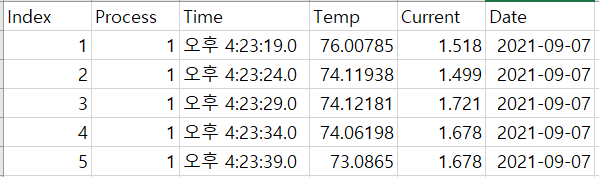 Index Process Time Temp Current Date
1 1 오후 4:23:19.0 76.00785 1.518 2021-09-07
2 1 오후 4:23:24.0 74.11938 1.499 2021-09-07
3 1 오후 4:23:29.0 74.12181 1.721 2021-09-07
4 1 오후 4:23:34.0 74.06198 1.678 2021-09-07
5 1 오후 4:23:39.0 73.0865 1.678 2021-09-07